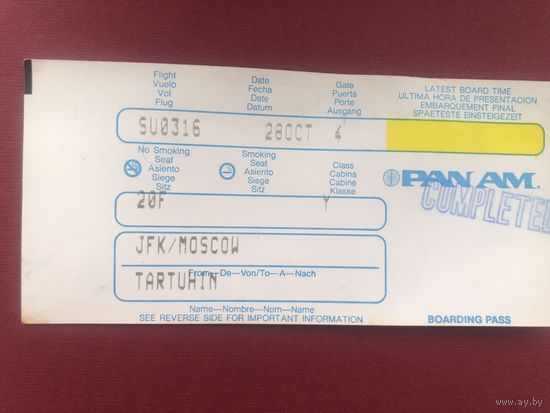 Flight Date Gate LATEST BOARD TIME
Vuelo Fecha Puerta ULTIMA HORA DE PRESENTACION
Vol Date Porte EMBARQUEMENT FINAL
Flug Datum Ausgang SPAETESTE EINSTEIGEZEIT
SU0316 28OCT 4
No Smoking Smoking
Seat Seat Class
Asiento Asiento Cabina
Siege Siege Cabine
Sitz Sitz Klasse
PAN AM.
COMPLETED
20F Y
JFK/MOSCOW
From—De—Von/To—A—Nach
TARTUHIN
Name—Nombre—Nom—Name
SEE REVERSE SIDE FOR IMPORTANT INFORMATION BOARDING PASS
www.ay.by